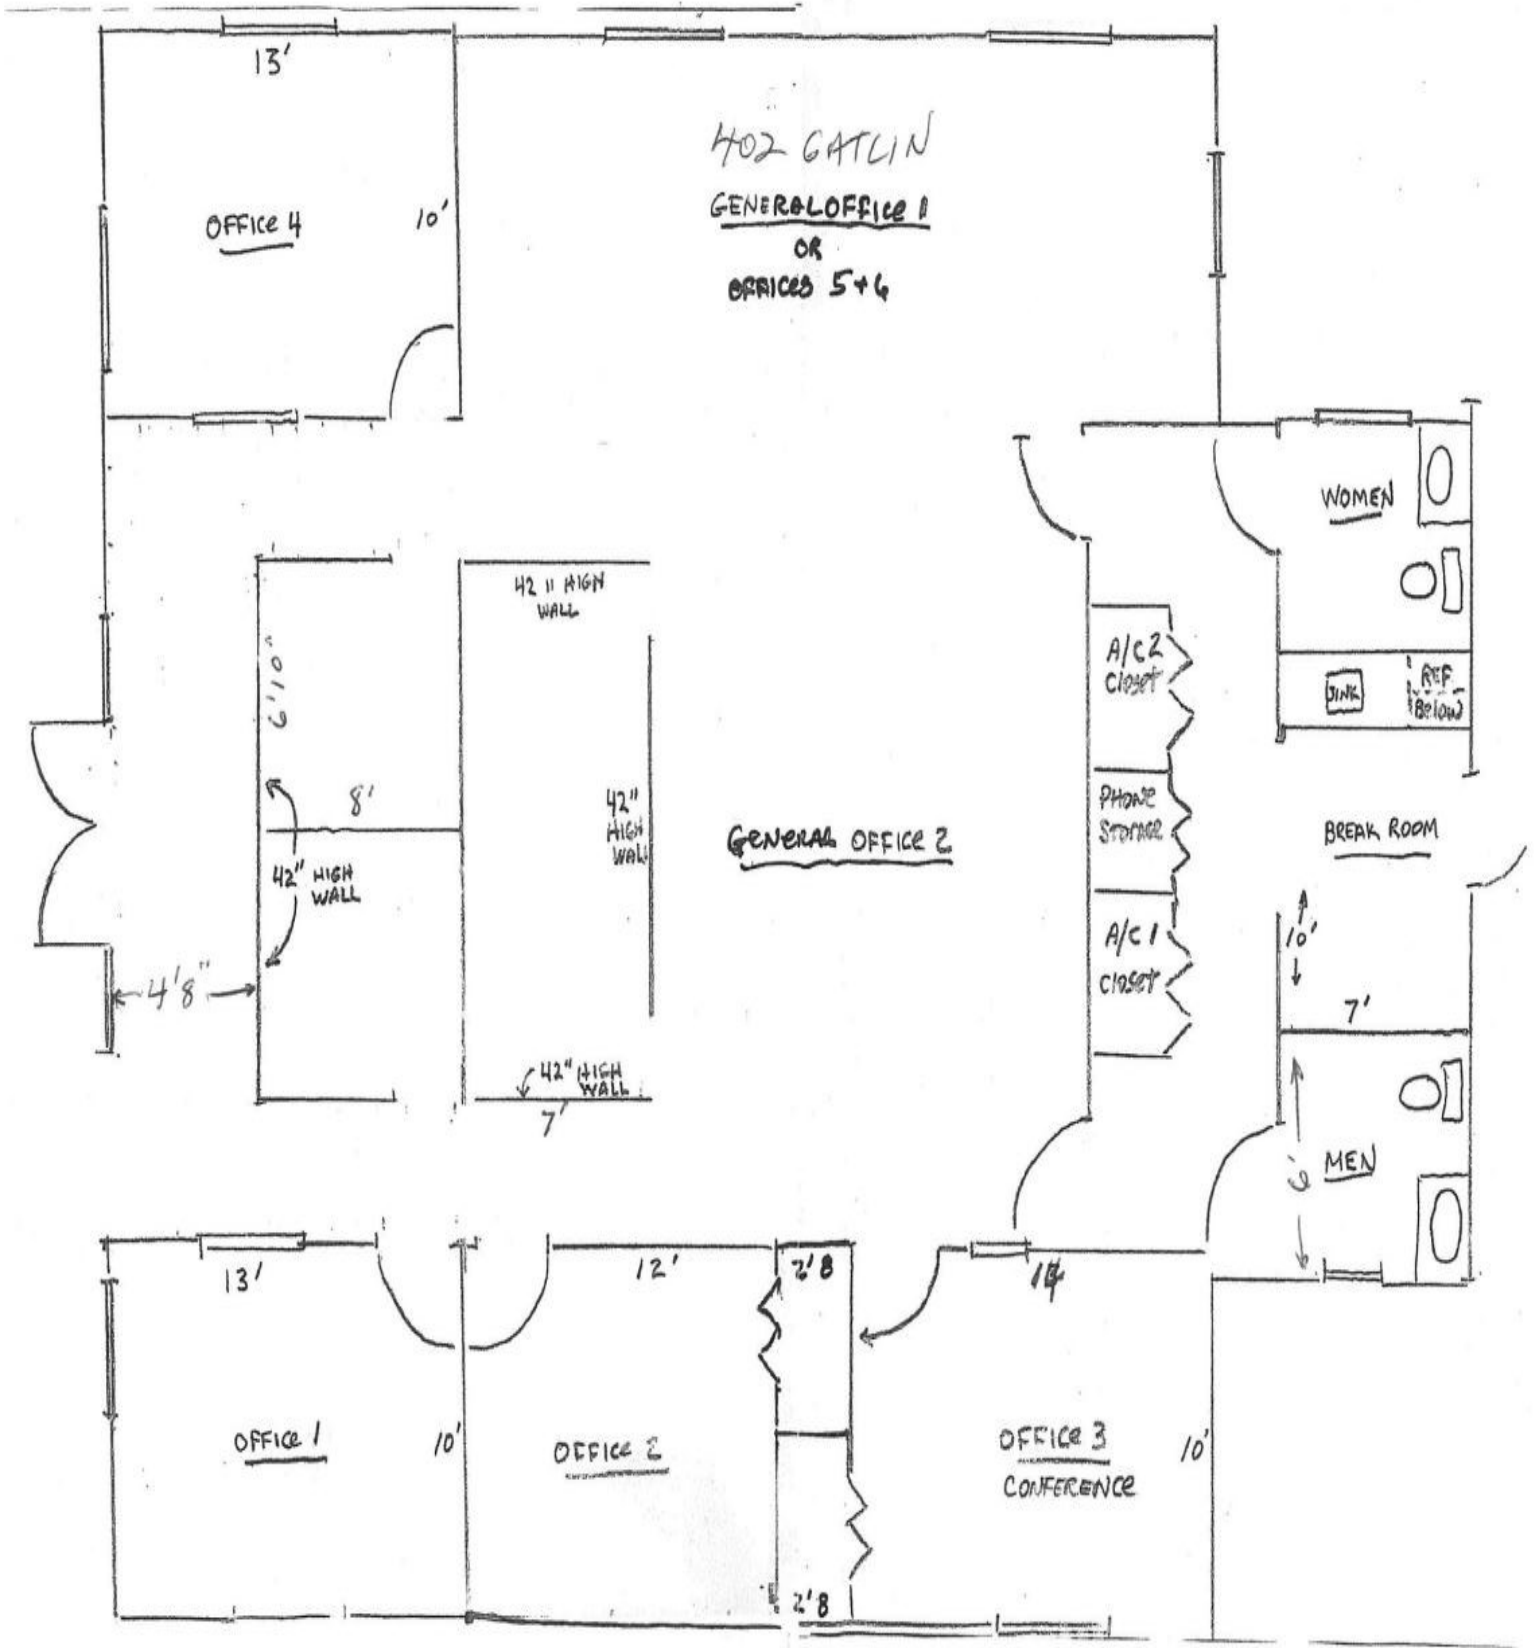 13'
402 GATLIN
GENERAL OFFICE 1
OR
OFFICES 5+6
OFFICE 4
10'
WOMEN
42" HIGH
WALL
6'10"
A/C 2
Closet
SINK
REF
Below
8'
42"
HIGH
WALL
PHONE
STORAGE
GENERAL OFFICE 2
BREAK ROOM
42" HIGH
WALL
A/C 1
Closet
10'
4'8"
7'
42" HIGH
WALL
7'
MEN
6'
13'
12'
2'8
2'8
OFFICE 1
10'
OFFICE 2
OFFICE 3
CONFERENCE
10'